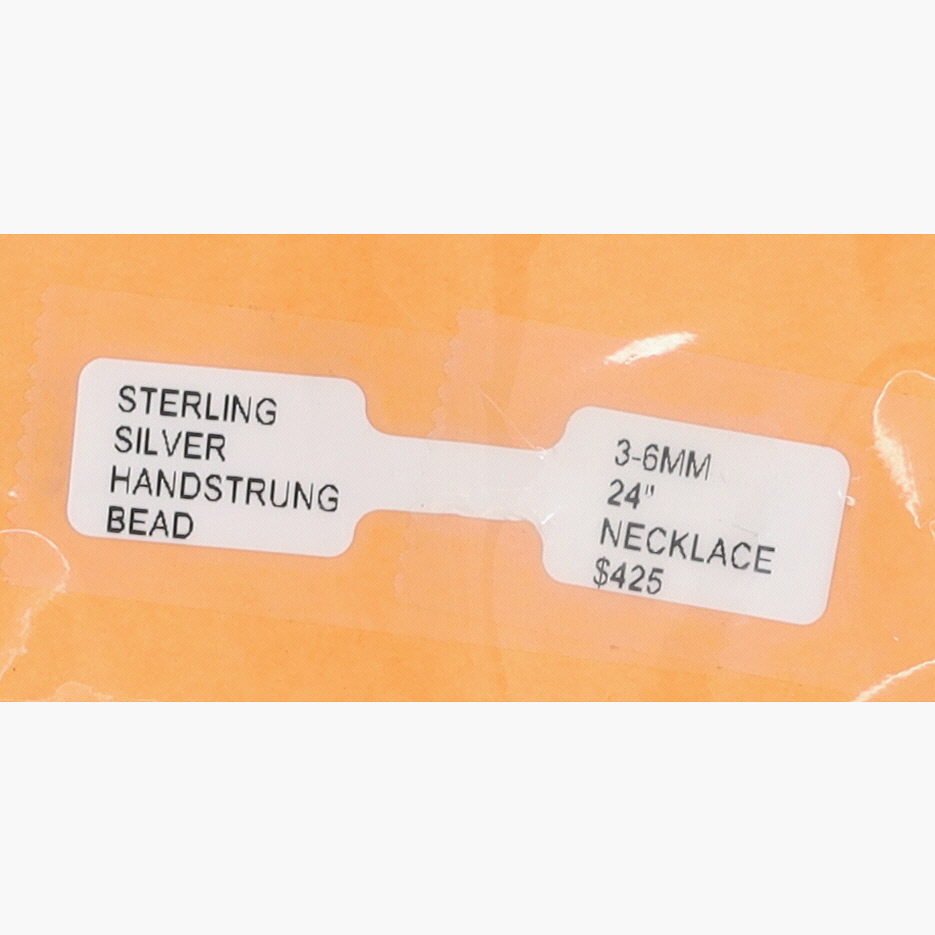 STERLING
SILVER
HANDSTRUNG
BEAD
3-6MM
24"
NECKLACE
$425